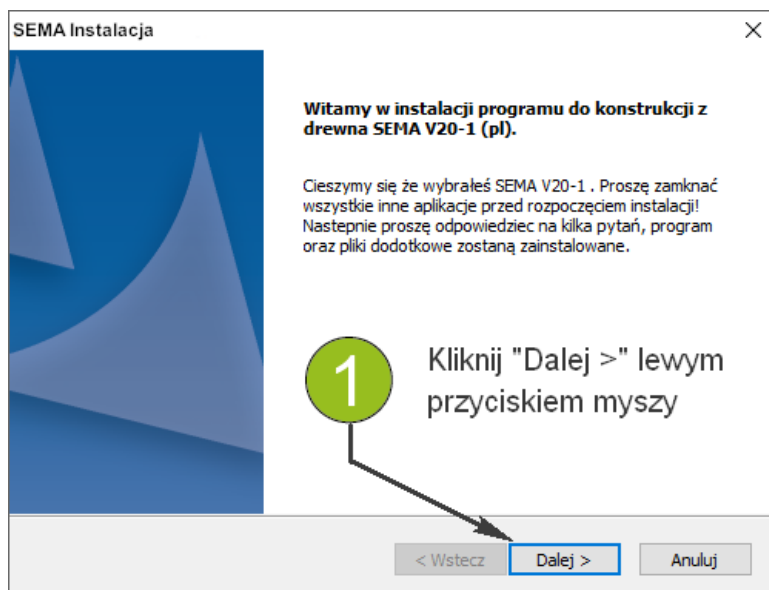 SEMA Instalacja
Witamy w instalacji programu do konstrukcji z
drewna SEMA V20-1 (pl).
Cieszymy się że wybrałeś SEMA V20-1 . Proszę zamknać
wszystkie inne aplikacje przed rozpoczęciem instalacji!
Nastepnie proszę odpowiedziec na kilka pytań, program
oraz pliki dodotkowe zostaną zainstalowane.
1
Kliknij "Dalej >" lewym
przyciskiem myszy
< Wstecz
Dalej >
Anuluj